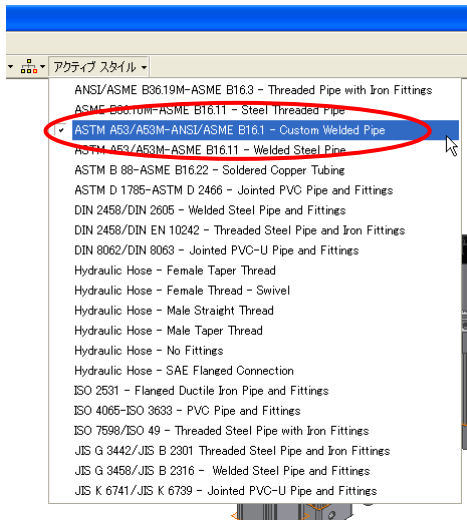 アクティブ スタイル
ANSI/ASME B36.19M-ASME B16.3 - Threaded Pipe with Iron Fittings
ASME B36.10M-ASME B16.11 - Steel Threaded Pipe
ASTM A53/A53M-ANSI/ASME B16.1 - Custom Welded Pipe
ASTM A53/A53M-ASME B16.11 - Welded Steel Pipe
ASTM B 88-ASME B16.22 - Soldered Copper Tubing
ASTM D 1785-ASTM D 2466 - Jointed PVC Pipe and Fittings
DIN 2458/DIN 2605 - Welded Steel Pipe and Fittings
DIN 2458/DIN EN 10242 - Threaded Steel Pipe and Iron Fittings
DIN 8062/DIN 8063 - Jointed PVC-U Pipe and Fittings
Hydraulic Hose - Female Taper Thread
Hydraulic Hose - Female Thread - Swivel
Hydraulic Hose - Male Straight Thread
Hydraulic Hose - Male Taper Thread
Hydraulic Hose - No Fittings
Hydraulic Hose - SAE Flanged Connection
ISO 2531 - Flanged Ductile Iron Pipe and Fittings
ISO 4065-ISO 3633 - PVC Pipe and Fittings
ISO 7598/ISO 49 - Threaded Steel Pipe with Iron Fittings
JIS G 3442/JIS B 2301 Threaded Steel Pipe and Iron Fittings
JIS G 3458/JIS B 2316 - Welded Steel Pipe and Fittings
JIS K 6741/JIS K 6739 - Jointed PVC-U Pipe and Fittings